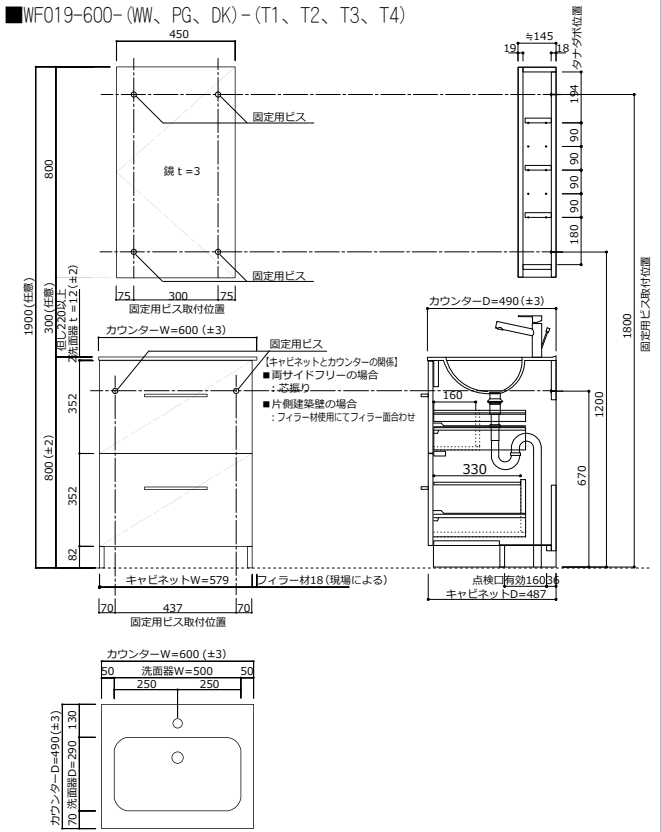 ■WF019-600-(WW、PG、DK)-(T1、T2、T3、T4)
450
≒145
19
18
タナダボ位置
固定用ビス
鏡ｔ=3
800
194
90
90
90
90
180
固定用ビス
75
300
75
固定用ビス取付位置
1900(任意)
300(任意)
但し220以上
洗面器ｔ=12(±2)
1800
固定用ビス取付位置
カウンターW=600 (±3)
固定用ビス
【キャビネットとカウンターの関係】
■両サイドフリーの場合
：芯振り
■片側建築壁の場合
：フィラー材使用にてフィラー面合わせ
カウンターD=490(±3)
2
352
352
82
800(±2)
160
330
1200
670
キャビネットW=579
フィラー材18(現場による)
70
437
70
固定用ビス取付位置
点検口有効160
36
キャビネットD=487
カウンターW=600 (±3)
50
洗面器W=500
50
250
250
カウンターD=490(±3)
130
洗面器D=290
70